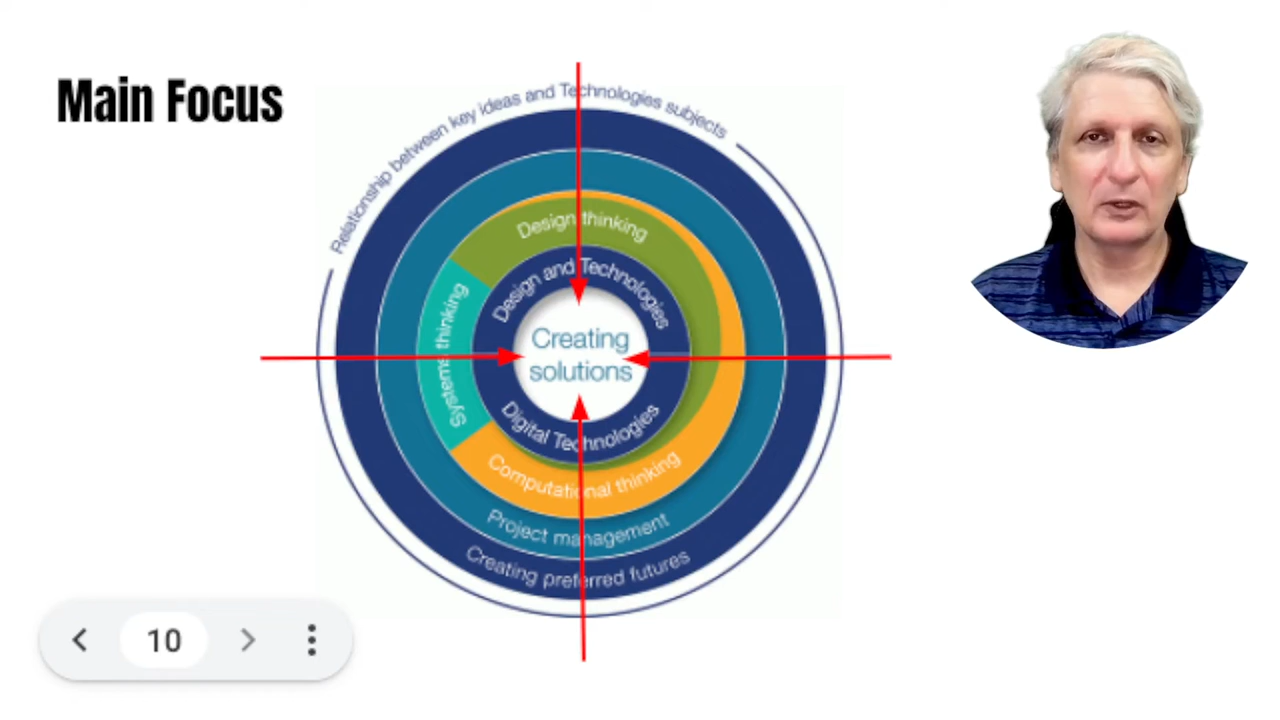 Main Focus
Relationship between key ideas and Technologies subjects
Design thinking
Design and Technologies
Systems thinking
Creating
solutions
Digital Technologies
Computational thinking
Project management
Creating preferred futures
10